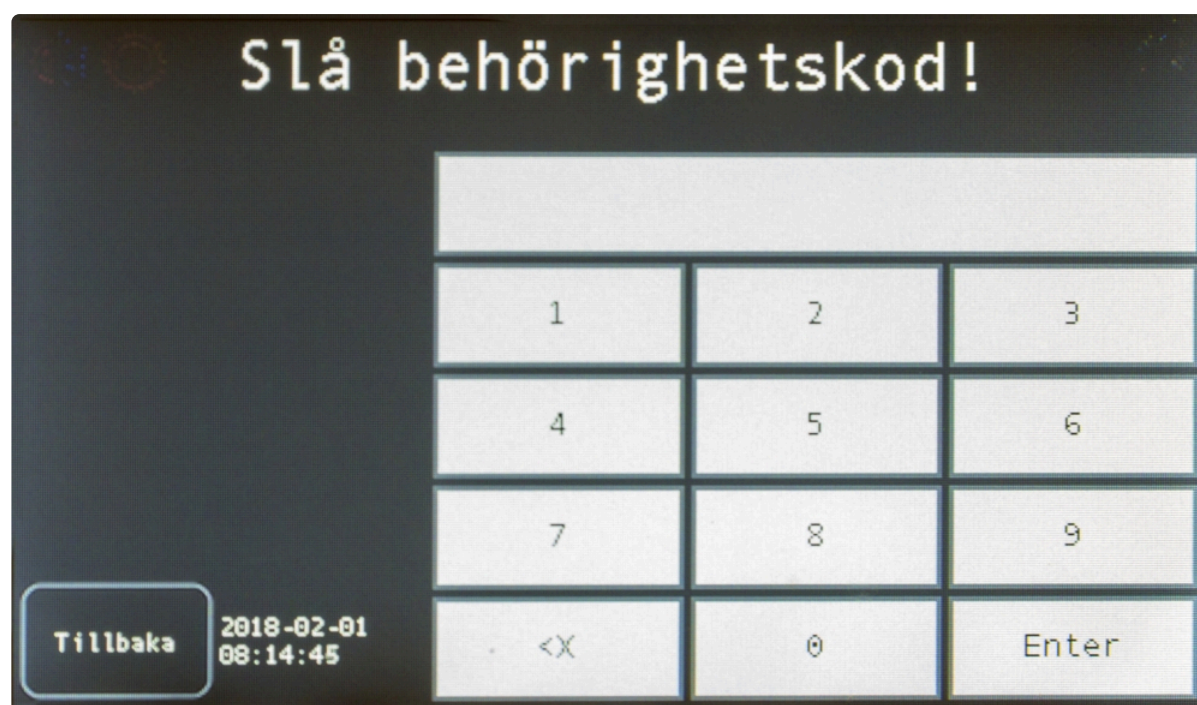 Slå behörighetskod!
1 2 3
4 5 6
7 8 9
Tillbaka
2018-02-01
08:14:45
<X 0 Enter